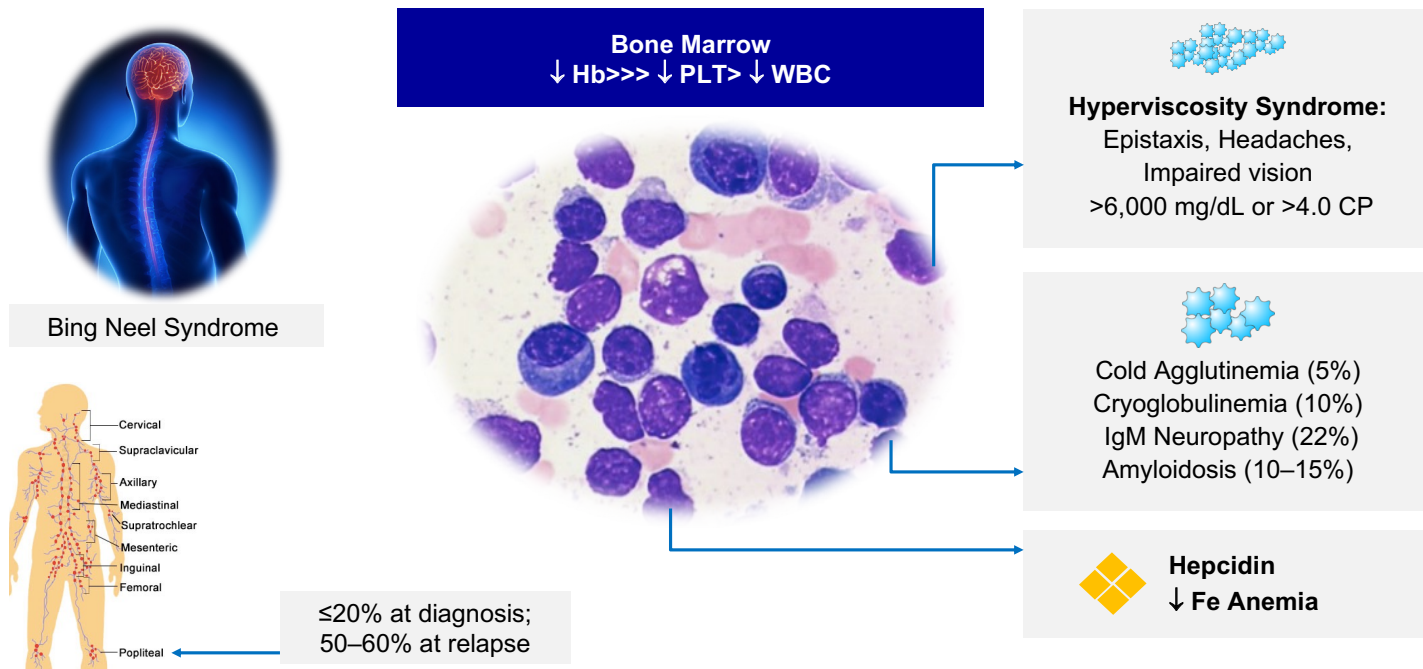 Bone Marrow
↓ Hb>>> ↓ PLT> ↓ WBC
Hyperviscosity Syndrome:
Epistaxis, Headaches,
Impaired vision
>6,000 mg/dL or >4.0 CP
Bing Neel Syndrome
Cold Agglutinemia (5%)
Cryoglobulinemia (10%)
IgM Neuropathy (22%)
Amyloidosis (10–15%)
Cervical
Supraclavicular
Axillary
Mediastinal
Supratrochlear
Mesenteric
Inguinal
Femoral
Popliteal
≤20% at diagnosis;
50–60% at relapse
Hepcidin
↓ Fe Anemia